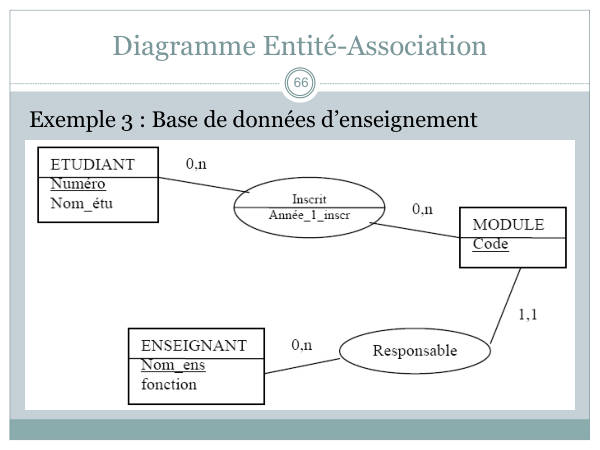 Diagramme Entité-Association
66
Exemple 3 : Base de données d'enseignement
ETUDIANT
Numéro
Nom_étu
0,n
Inscrit
Année_1_inscr
0,n
MODULE
Code
1,1
ENSEIGNANT
Nom_ens
fonction
0,n
Responsable